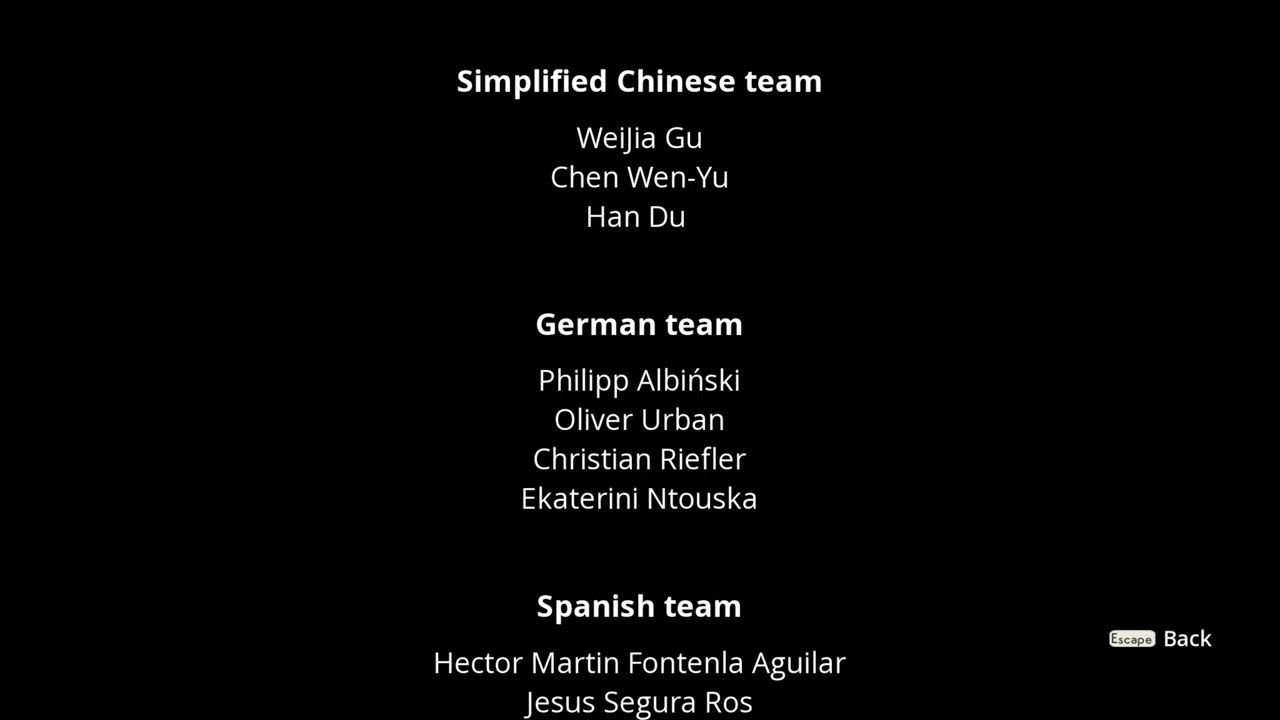 Simplified Chinese team
WeiJia Gu
Chen Wen-Yu
Han Du
German team
Philipp Albiński
Oliver Urban
Christian Riefler
Ekaterini Ntouska
Spanish team
Escape Back
Hector Martin Fontenla Aguilar
Jesus Segura Ros